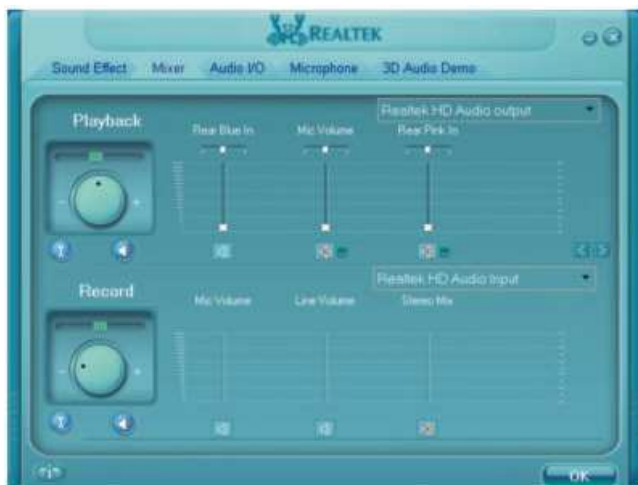 REALTEK
Sound Effect Mixer Audio I/O Microphone 3D Audio Demo
Playback
Realtek HD Audio output
Rear Blue In Mic Volume Rear Pink In
Record
Realtek HD Audio Input
Mic Volume Line Volume Stereo Mix
OK